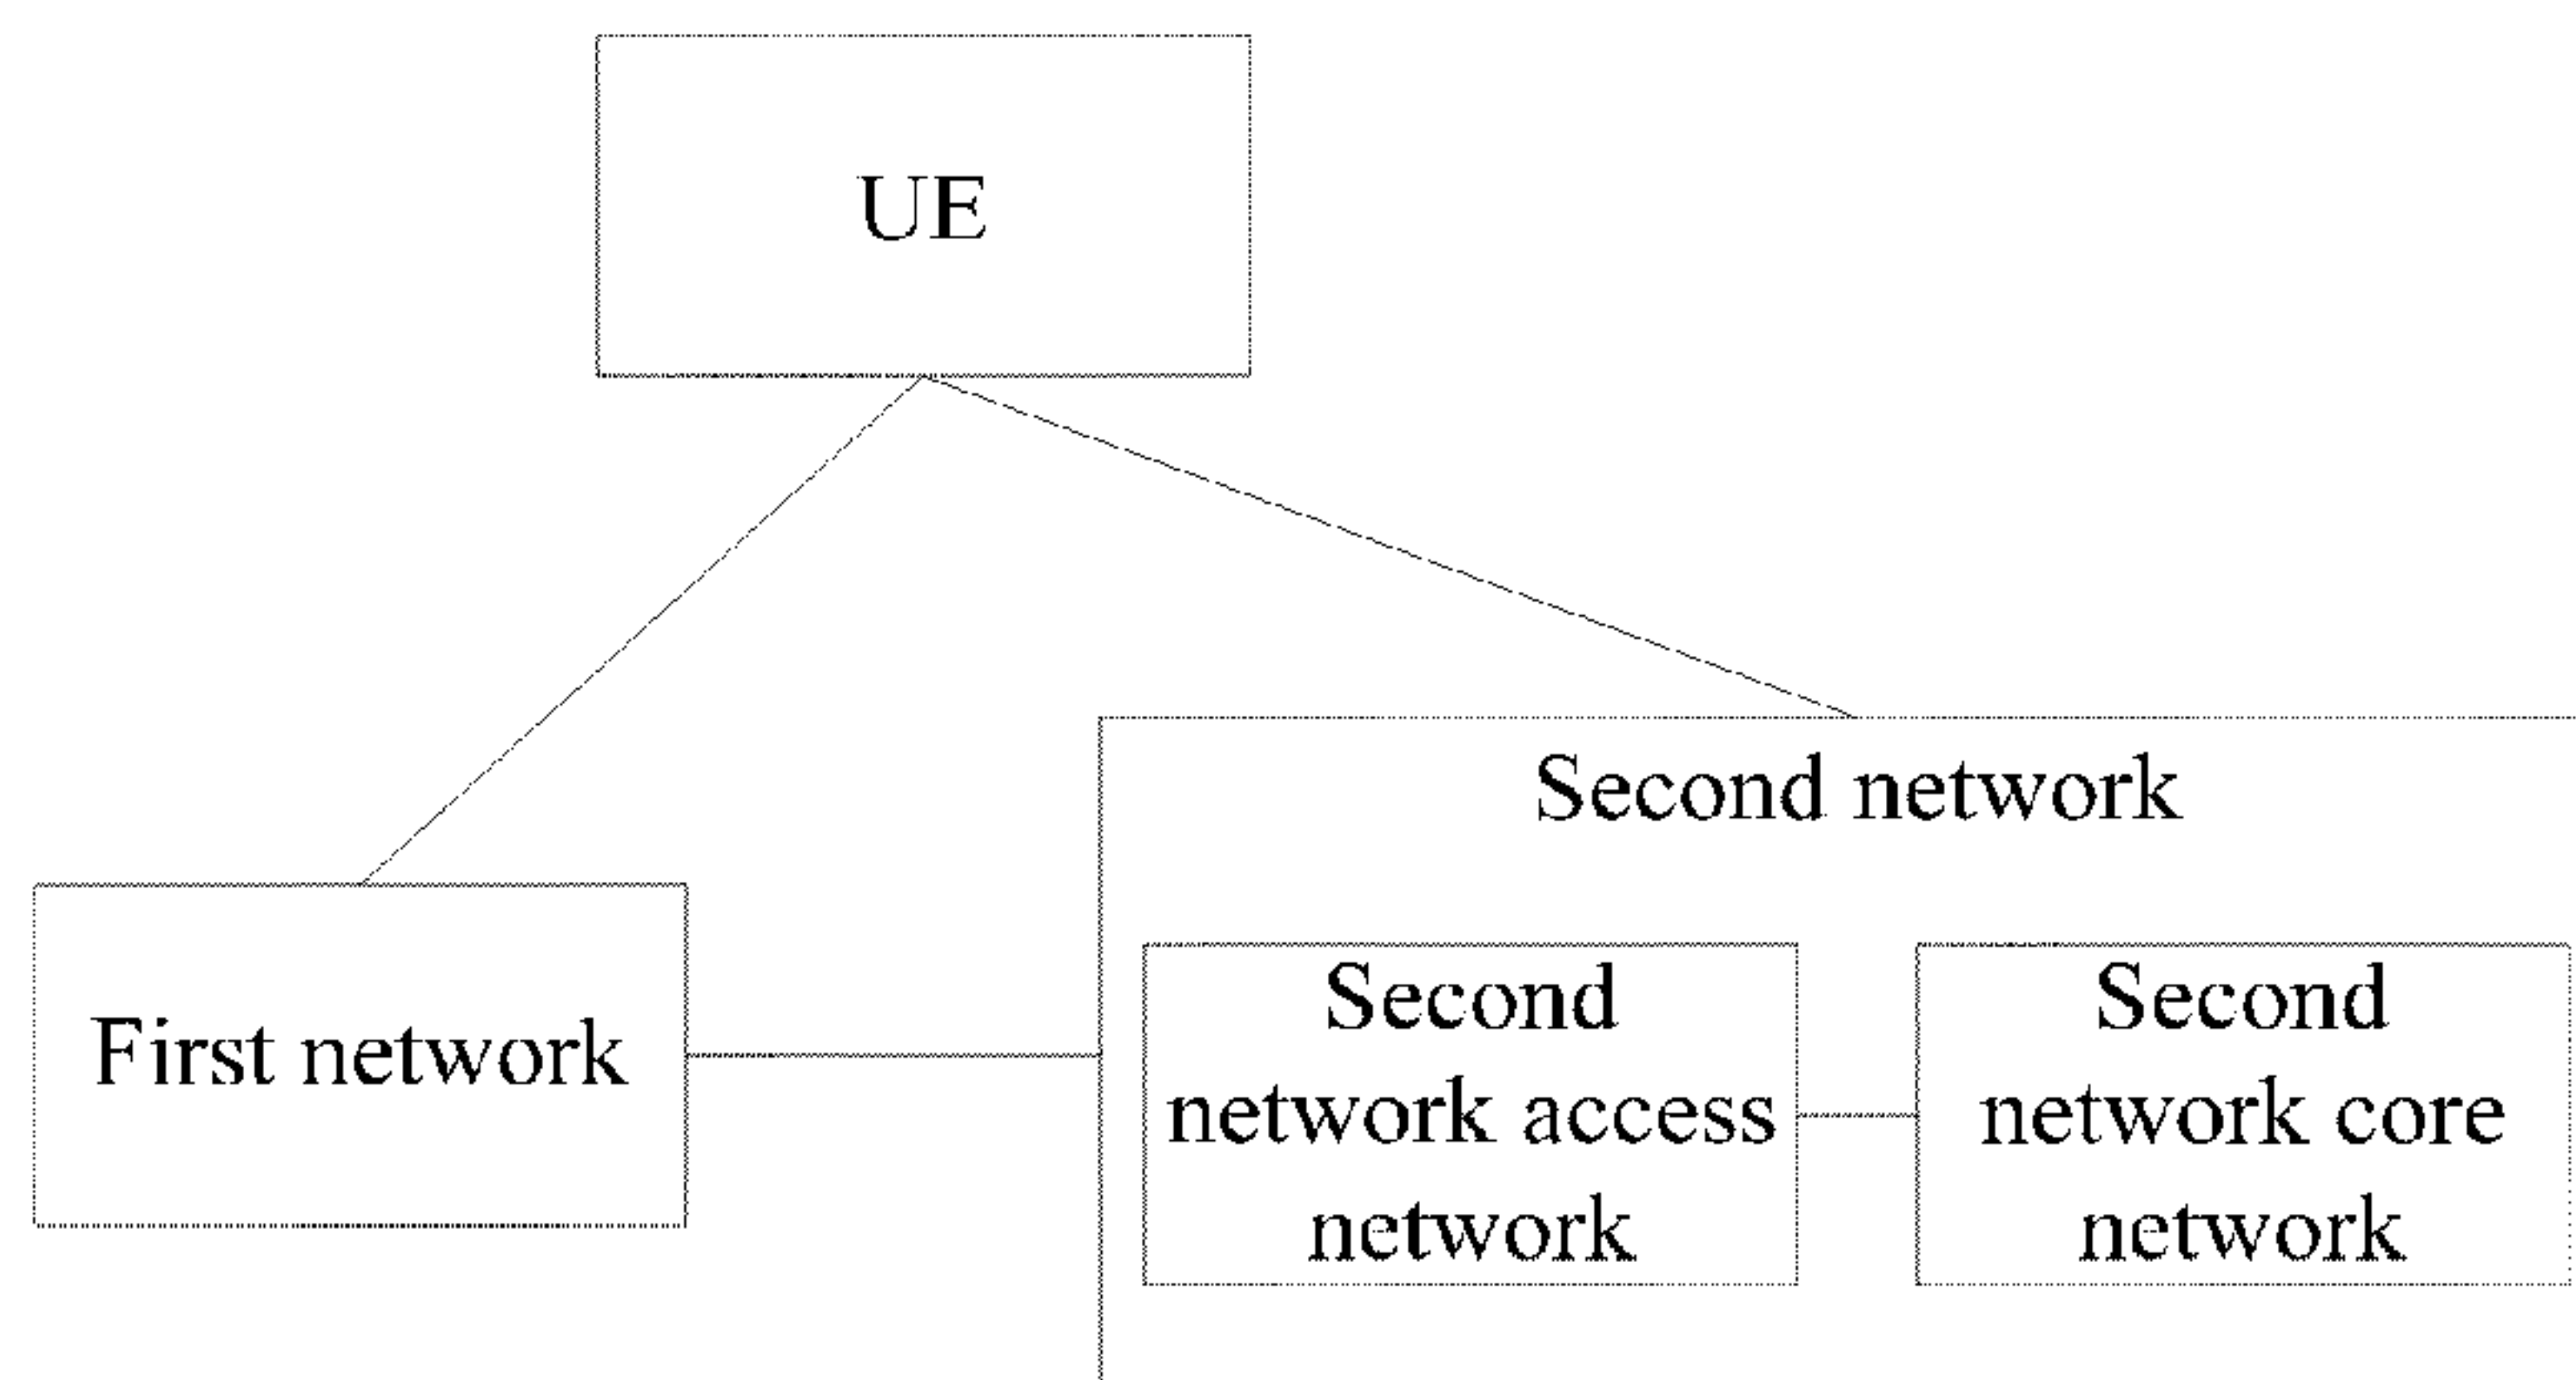 UE
Second network
First network
Second
network access
network
Second
network core
network